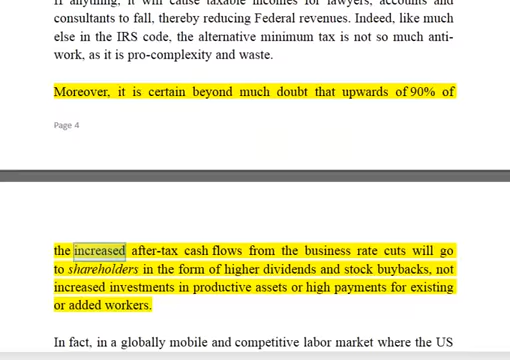 If anything, it will cause taxable incomes for lawyers, accounts and
consultants to fall, thereby reducing Federal revenues. Indeed, like much
else in the IRS code, the alternative minimum tax is not so much anti-
work, as it is pro-complexity and waste.
Moreover, it is certain beyond much doubt that upwards of 90% of
Page 4
the increased after-tax cash flows from the business rate cuts will go
to shareholders in the form of higher dividends and stock buybacks, not
increased investments in productive assets or high payments for existing
or added workers.
In fact, in a globally mobile and competitive labor market where the US